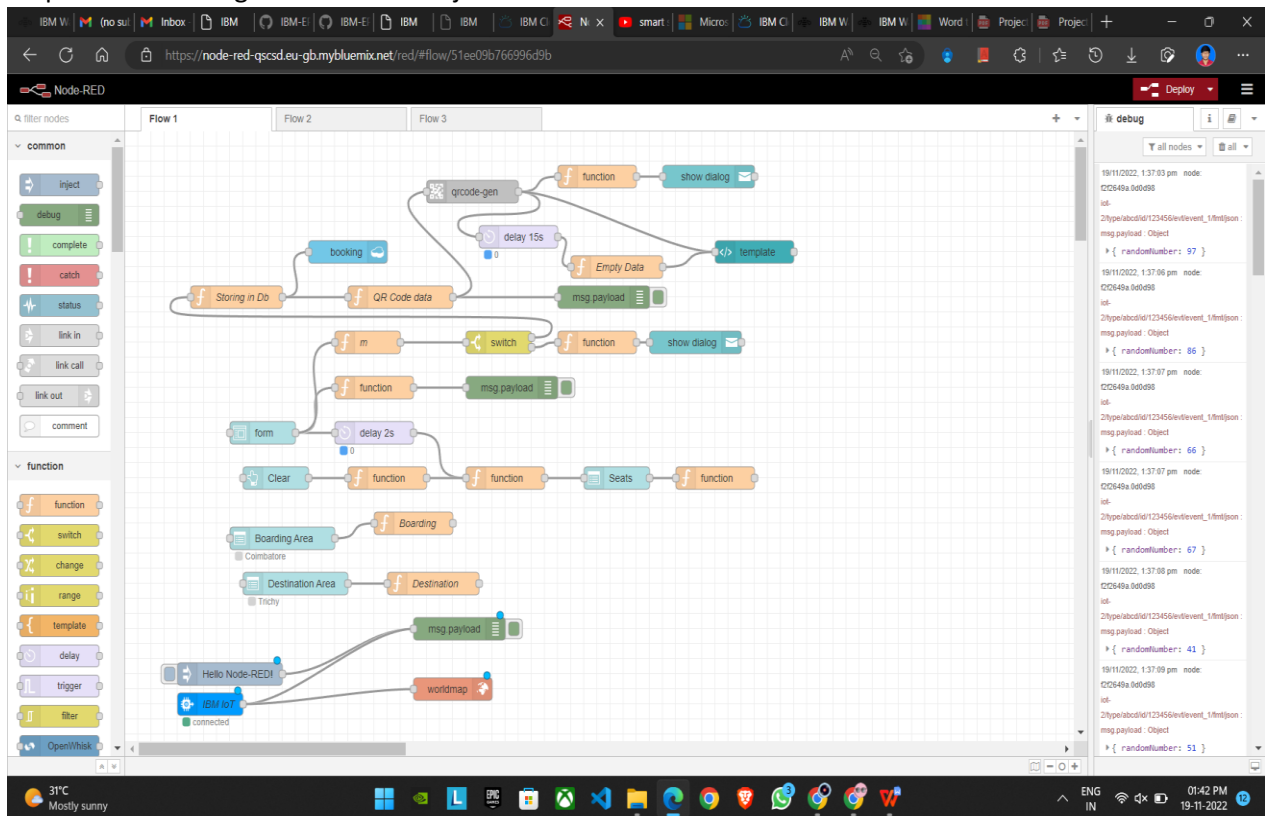 IBM W
(no sul
Inbox
IBM
IBM-E
IBM-E
IBM
IBM
IBM Cl
No
smart
Micros
IBM Cl
IBM W
IBM W
Word
Projec
Projec
https://node-red-qscsd.eu-gb.mybluemix.net/red/#flow/51ee09b766996d9b
Node-RED
Deploy
filter nodes
Flow 1
Flow 2
Flow 3
debug
i
common
all nodes
all
inject
debug
complete
catch
status
link in
link call
link out
comment
function
function
switch
change
range
template
delay
trigger
filter
OpenWhisk
qrcode-gen
function
show dialog
delay 15s
0
booking
template
Empty Data
Storing in Db
QR Code data
msg.payload
m
switch
function
show dialog
function
msg.payload
form
delay 2s
0
Clear
function
function
Seats
function
Boarding
Boarding Area
Coimbatore
Destination Area
Destination
Trichy
msg.payload
Hello Node-RED!
IBM IoT
connected
worldmap
19/11/2022, 1:37:03 pm node:
f2f2649a.0d0d98
iot-
2/type/abcd/id/123456/evt/event_1/fmt/json :
msg.payload : Object
{ randomNumber: 97 }
19/11/2022, 1:37:06 pm node:
f2f2649a.0d0d98
iot-
2/type/abcd/id/123456/evt/event_1/fmt/json :
msg.payload : Object
{ randomNumber: 86 }
19/11/2022, 1:37:07 pm node:
f2f2649a.0d0d98
iot-
2/type/abcd/id/123456/evt/event_1/fmt/json :
msg.payload : Object
{ randomNumber: 66 }
19/11/2022, 1:37:07 pm node:
f2f2649a.0d0d98
iot-
2/type/abcd/id/123456/evt/event_1/fmt/json :
msg.payload : Object
{ randomNumber: 67 }
19/11/2022, 1:37:08 pm node:
f2f2649a.0d0d98
iot-
2/type/abcd/id/123456/evt/event_1/fmt/json :
msg.payload : Object
{ randomNumber: 41 }
19/11/2022, 1:37:09 pm node:
f2f2649a.0d0d98
iot-
2/type/abcd/id/123456/evt/event_1/fmt/json :
msg.payload : Object
{ randomNumber: 51 }
31°C
Mostly sunny
EPIC GAMES
3
ENG
IN
01:42 PM
19-11-2022
12